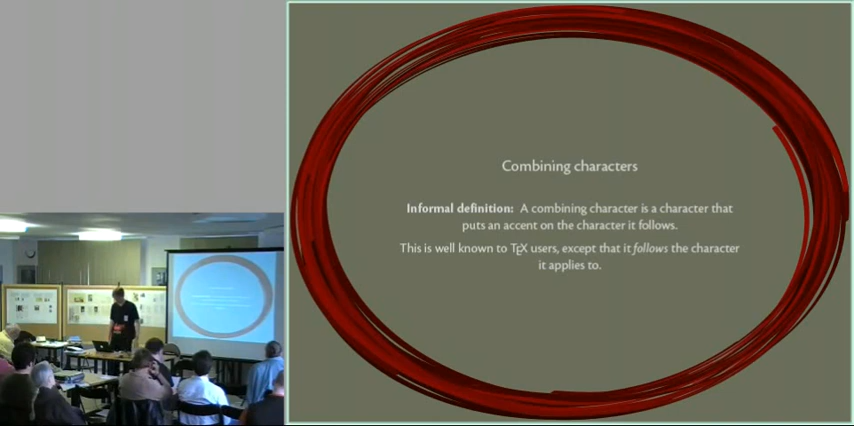 Combining characters
Informal definition: A combining character is a character that
puts an accent on the character it follows.
This is well known to TEX users, except that it follows the character
it applies to.